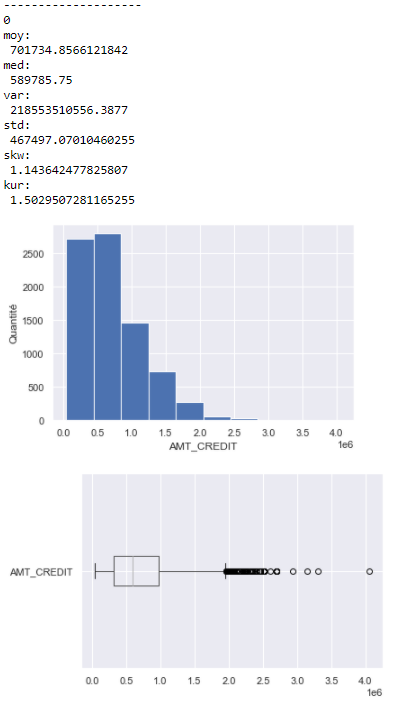 --------------------
0
moy:
701734.8566121842
med:
589785.75
var:
218553510556.3877
std:
467497.07010460255
skw:
1.143642477825807
kur:
1.5029507281165255
2500
2000
1500
1000
500
0
Quantité
0.0 0.5 1.0 1.5 2.0 2.5 3.0 3.5 4.0
AMT_CREDIT
1e6
AMT_CREDIT
0.0 0.5 1.0 1.5 2.0 2.5 3.0 3.5 4.0
1e6